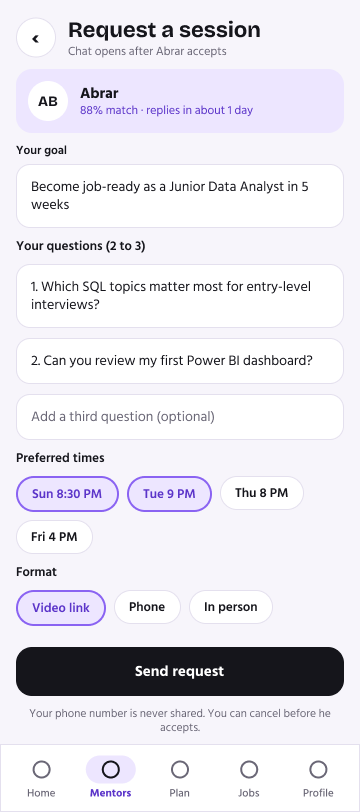 Request a session
Chat opens after Abrar accepts
AB
Abrar
88% match · replies in about 1 day
Your goal
Become job-ready as a Junior Data Analyst in 5
weeks
Your questions (2 to 3)
1. Which SQL topics matter most for entry-level
interviews?
2. Can you review my first Power BI dashboard?
Add a third question (optional)
Preferred times
Sun 8:30 PM
Tue 9 PM
Thu 8 PM
Fri 4 PM
Format
Video link
Phone
In person
Send request
Your phone number is never shared. You can cancel before he
accepts.
Home
Mentors
Plan
Jobs
Profile